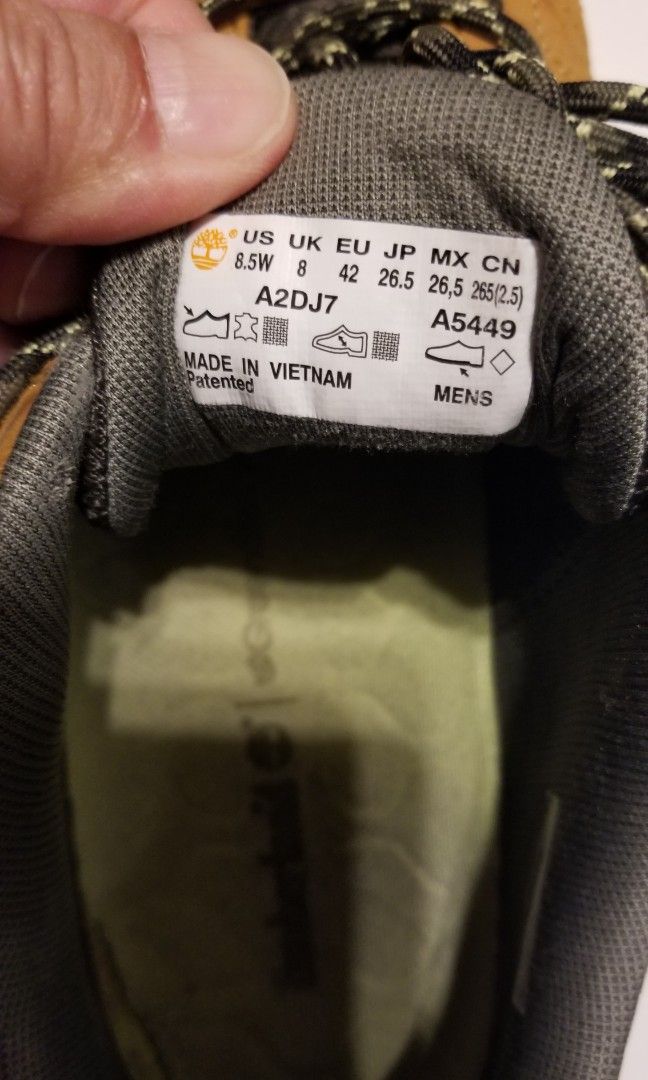 US UK EU JP MX CN
8.5W 8 42 26.5 26,5 265(2.5)
A2DJ7 A5449
MADE IN VIETNAM
Patented MENS